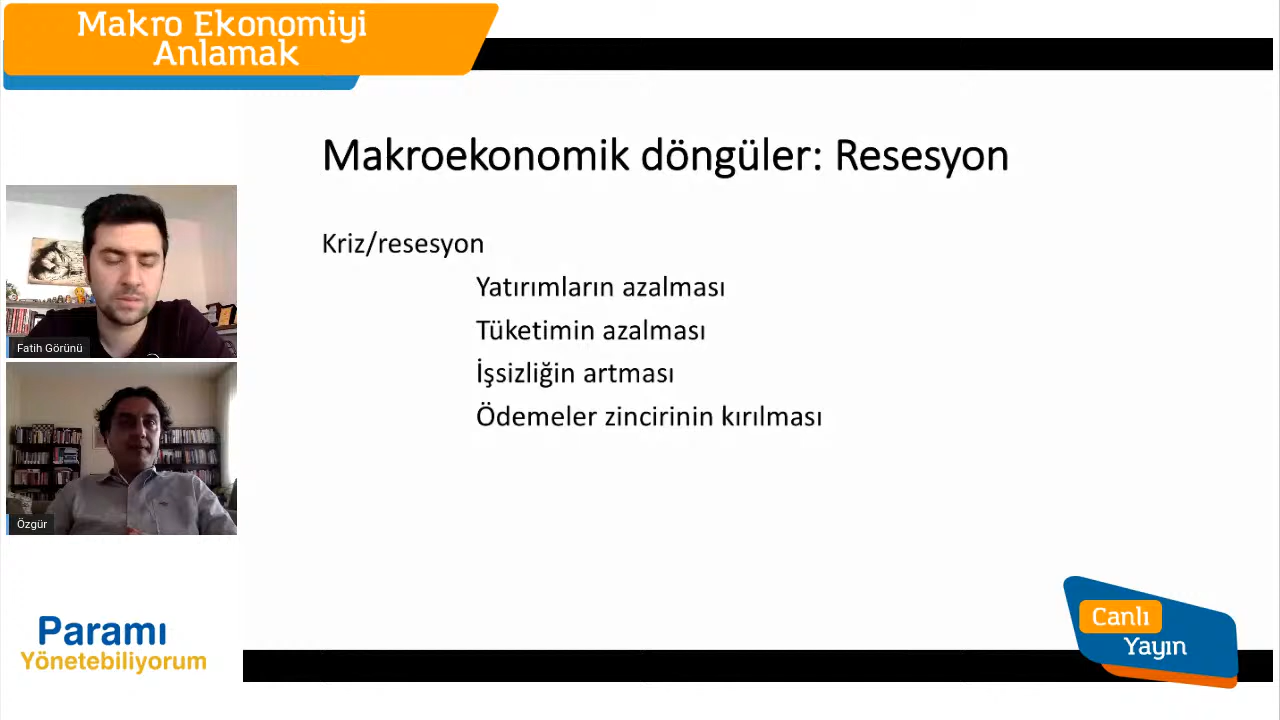 Makro Ekonomiyi
Anlamak
Makroekonomik döngüler: Resesyon
Kriz/resesyon
Yatırımların azalması
Tüketimin azalması
İşsizliğin artması
Ödemeler zincirinin kırılması
Fatih Görünü
Özgür
Paramı
Yönetebiliyorum
Canlı
Yayın